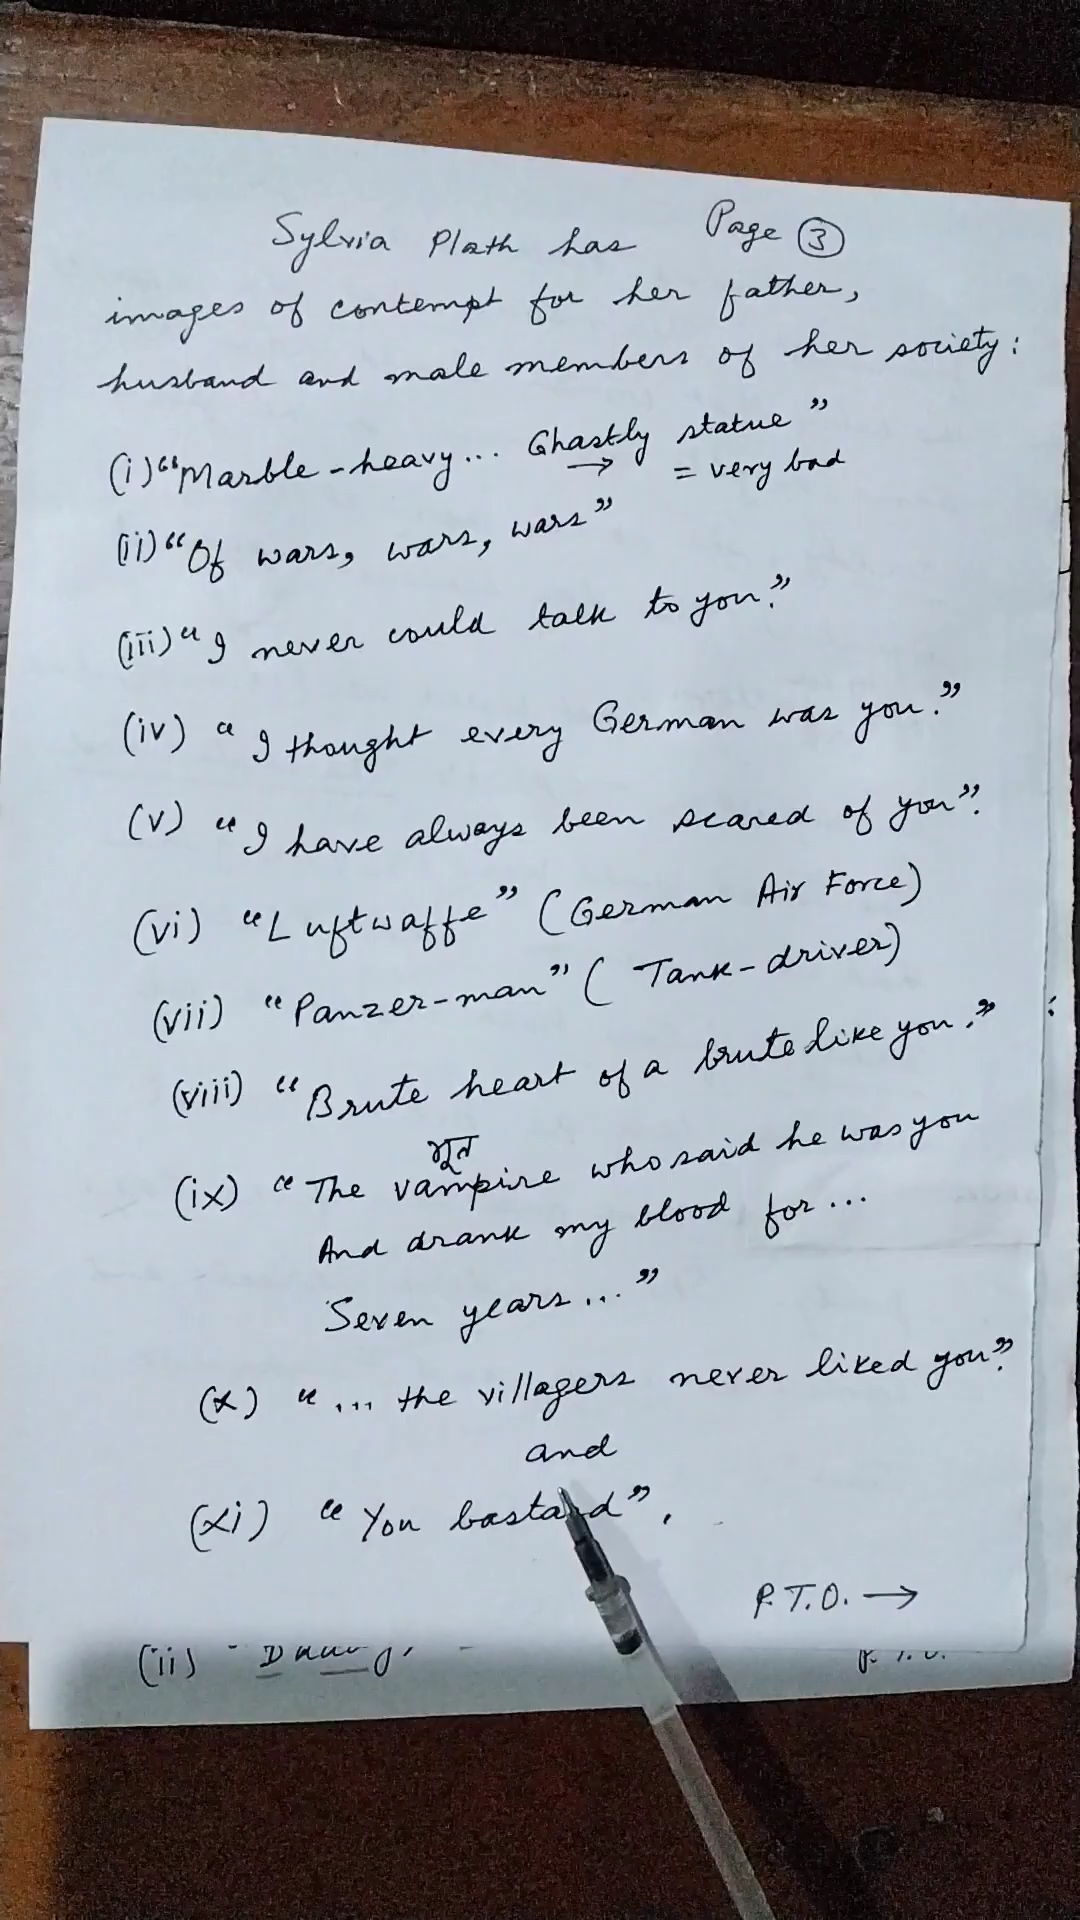 Page ③
Sylvia Plath has
images of contempt for her father,
husband and male members of her society:
(i) "Marble-heavy... Ghastly statue"
→ = very bad
(ii) "Of wars, wars, wars"
(iii) "I never could talk to you."
(iv) "I thought every German was you."
(v) "I have always been scared of you".
(vi) "Luftwaffe" (German Air Force)
(vii) "Panzer-man" (Tank-driver)
(viii) "Brute heart of a brute like you."
(ix) "The vampire who said he was you
And drank my blood for...
Seven years..."
(x) "... the villagers never liked you".
and
(xi) "You bastard".
P.T.O. →
(ii) "Daddy,
P.T.O.